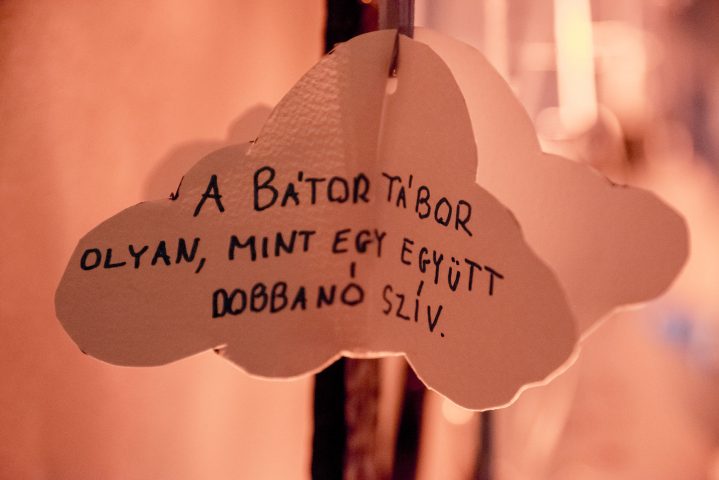 A BÁTOR TÁBOR
OLYAN, MINT EGY EGYÜTT
DOBBANÓ SZÍV.